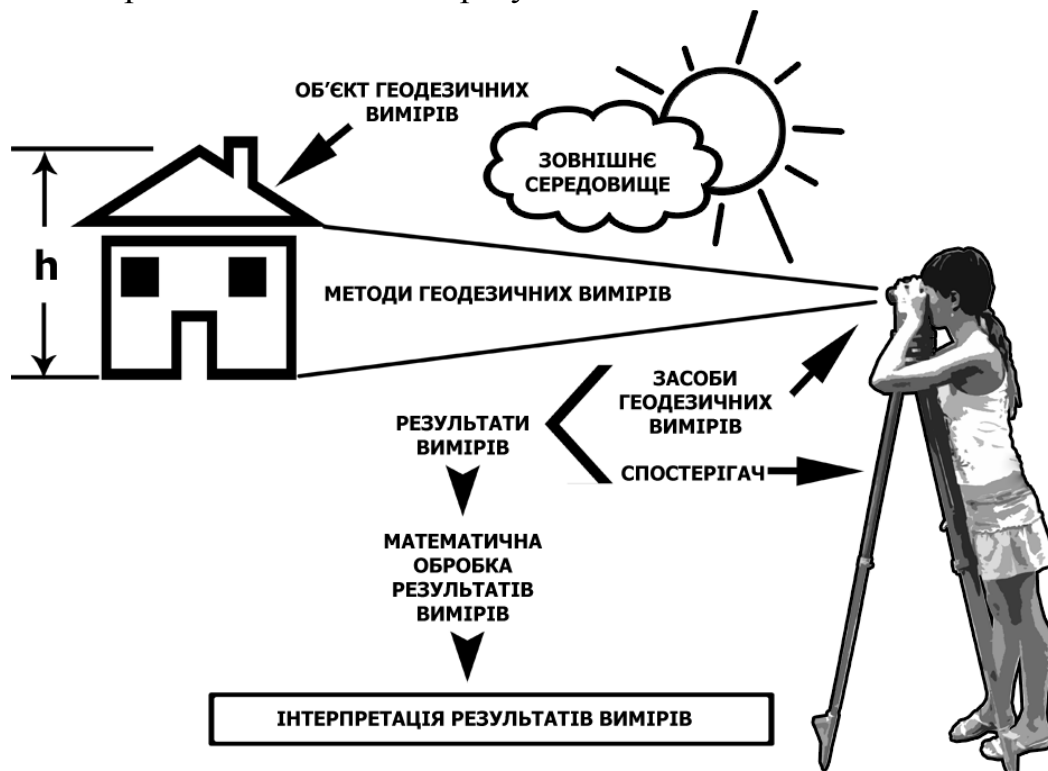 ОБ’ЄКТ ГЕОДЕЗИЧНИХ
ВИМІРІВ
ЗОВНІШНЄ
СЕРЕДОВИЩЕ
h
МЕТОДИ ГЕОДЕЗИЧНИХ ВИМІРІВ
ЗАСОБИ
ГЕОДЕЗИЧНИХ
ВИМІРІВ
РЕЗУЛЬТАТИ
ВИМІРІВ
СПОСТЕРІГАЧ
МАТЕМАТИЧНА
ОБРОБКА
РЕЗУЛЬТАТІВ
ВИМІРІВ
ІНТЕРПРЕТАЦІЯ РЕЗУЛЬТАТІВ ВИМІРІВ